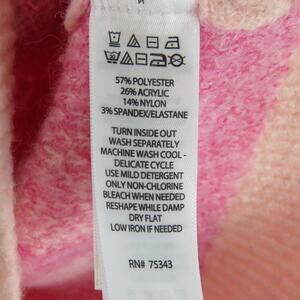 57% POLYESTER
26% ACRYLIC
14% NYLON
3% SPANDEX/ELASTANE
TURN INSIDE OUT
WASH SEPARATELY
MACHINE WASH COOL -
DELICATE CYCLE
USE MILD DETERGENT
ONLY NON-CHLORINE
BLEACH WHEN NEEDED
RESHAPE WHILE DAMP
DRY FLAT
LOW IRON IF NEEDED
RN# 75343